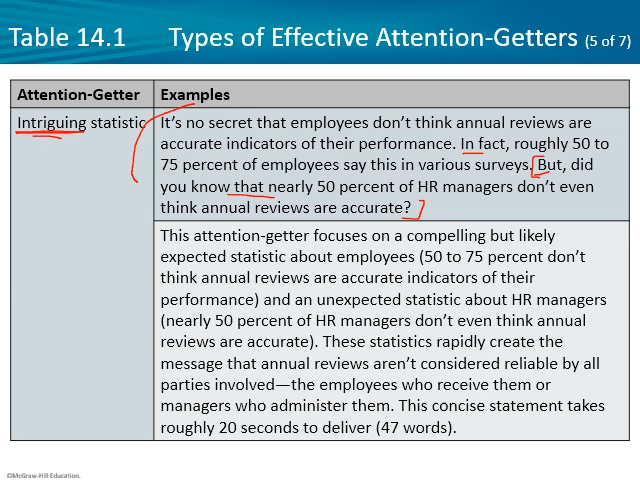 Table 14.1 Types of Effective Attention-Getters (5 of 7)
Attention-Getter Examples
Intriguing statistic It’s no secret that employees don’t think annual reviews are
accurate indicators of their performance. In fact, roughly 50 to
75 percent of employees say this in various surveys. But, did
you know that nearly 50 percent of HR managers don’t even
think annual reviews are accurate?
This attention-getter focuses on a compelling but likely
expected statistic about employees (50 to 75 percent don’t
think annual reviews are accurate indicators of their
performance) and an unexpected statistic about HR managers
(nearly 50 percent of HR managers don’t even think annual
reviews are accurate). These statistics rapidly create the
message that annual reviews aren’t considered reliable by all
parties involved—the employees who receive them or
managers who administer them. This concise statement takes
roughly 20 seconds to deliver (47 words).
©McGraw-Hill Education.